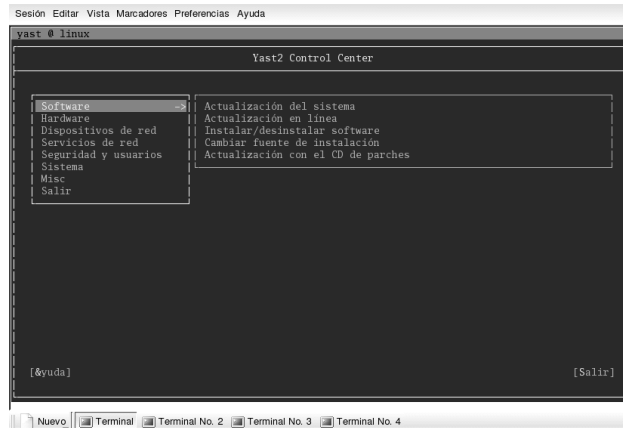 Sesión Editar Vista Marcadores Preferencias Ayuda
yast @ linux
Yast2 Control Center
Software ->
Hardware
Dispositivos de red
Servicios de red
Seguridad y usuarios
Sistema
Misc
Salir
Actualización del sistema
Actualización en línea
Instalar/desinstalar software
Cambiar fuente de instalación
Actualización con el CD de parches
[&yuda] [Salir]
Nuevo Terminal Terminal No. 2 Terminal No. 3 Terminal No. 4